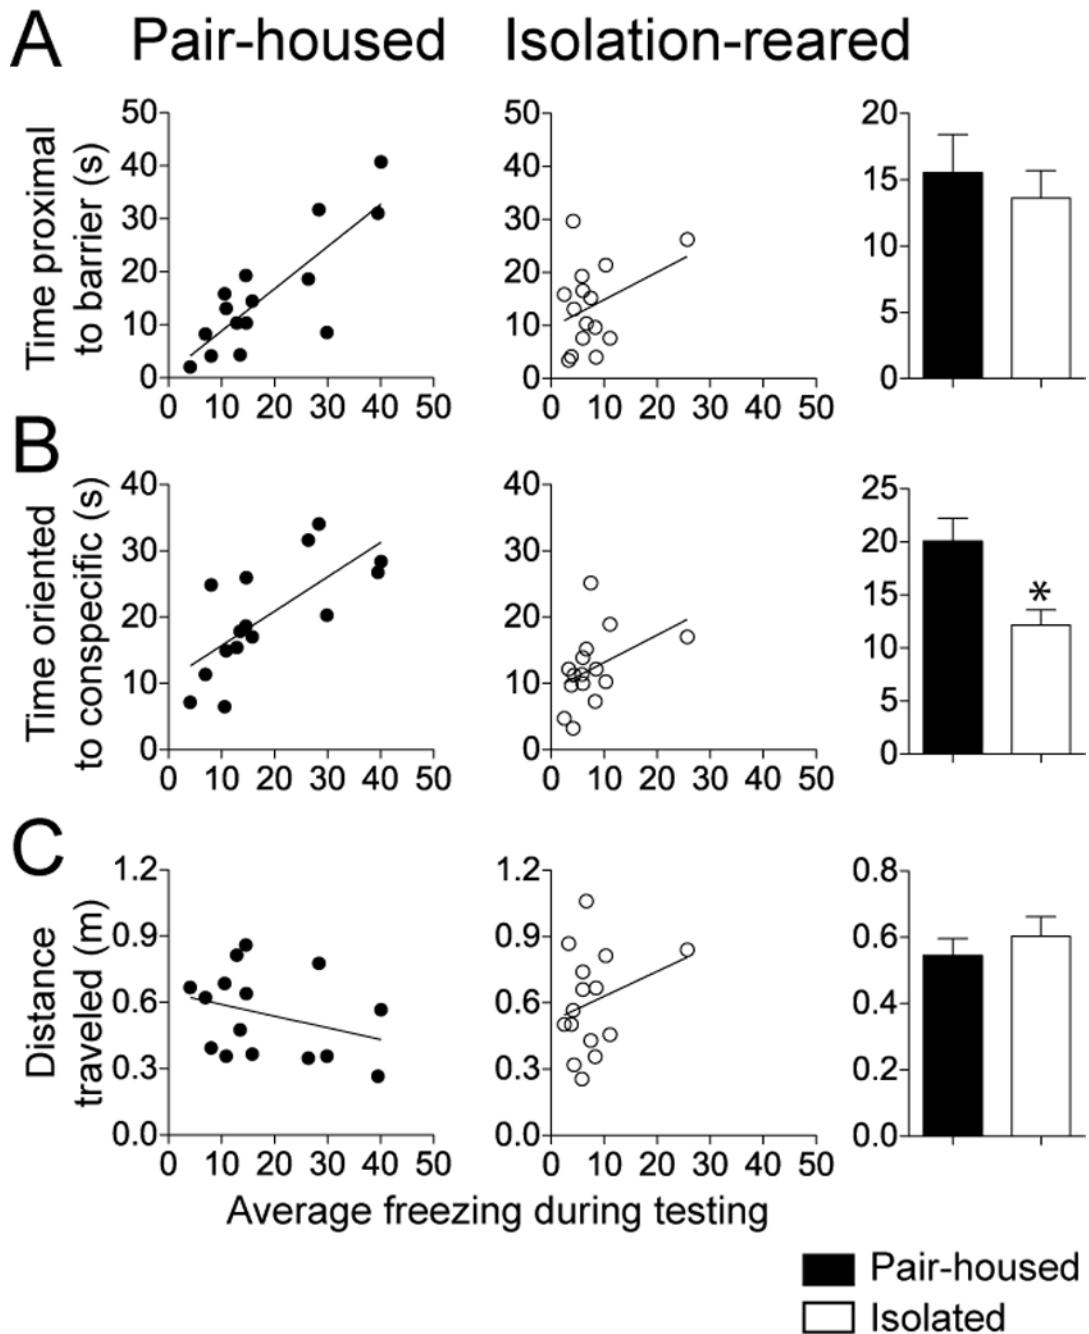 A Pair-housed Isolation-reared
Time proximal
to barrier (s)
50 40 30 20 10 0
0 10 20 30 40 50
50 40 30 20 10 0
0 10 20 30 40 50
20 15 10 5 0
B
Time oriented
to conspecific (s)
40 30 20 10 0
0 10 20 30 40 50
40 30 20 10 0
0 10 20 30 40 50
25 20 15 10 5 0
*
C
Distance
traveled (m)
1.2 0.9 0.6 0.3 0.0
0 10 20 30 40 50
1.2 0.9 0.6 0.3 0.0
0 10 20 30 40 50
0.8 0.6 0.4 0.2 0.0
Average freezing during testing
Pair-housed
Isolated